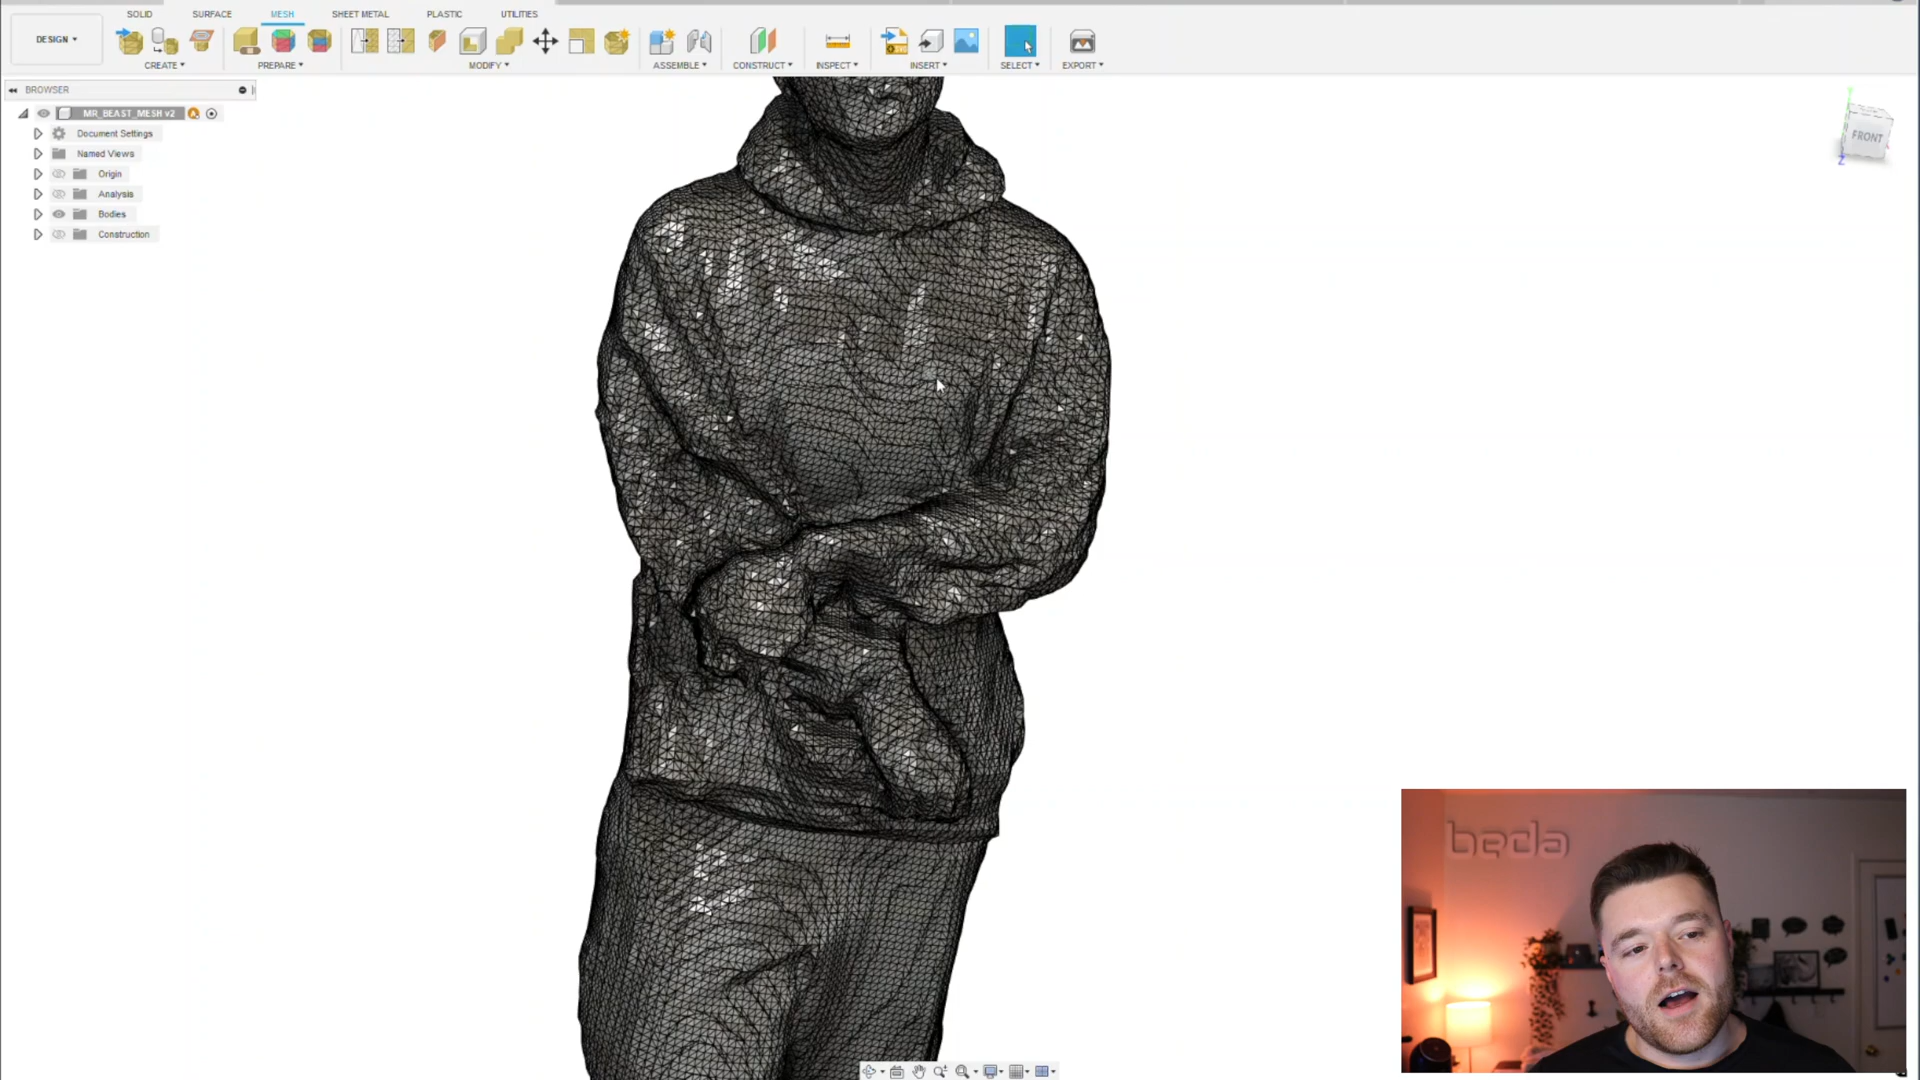 SOLID SURFACE MESH SHEET METAL PLASTIC UTILITIES
DESIGN
CREATE PREPARE MODIFY ASSEMBLE CONSTRUCT INSPECT INSERT SELECT EXPORT
BROWSER
MR_BEAST_MESH v2
Document Settings
Named Views
Origin
Analysis
Bodies
Construction
FRONT
Z
beda